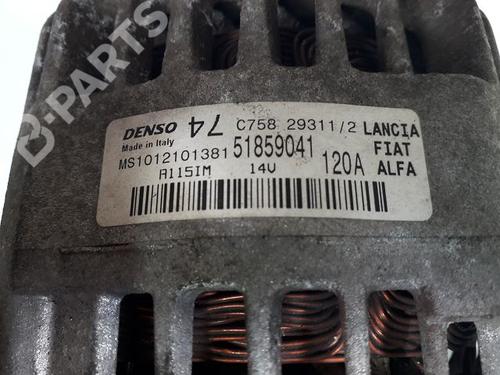 B-PARTS
DENSO 74 C758 29311/2 LANCIA
Made in Italy
MS1012101381 51859041 FIAT
A115IM 14V 120A ALFA